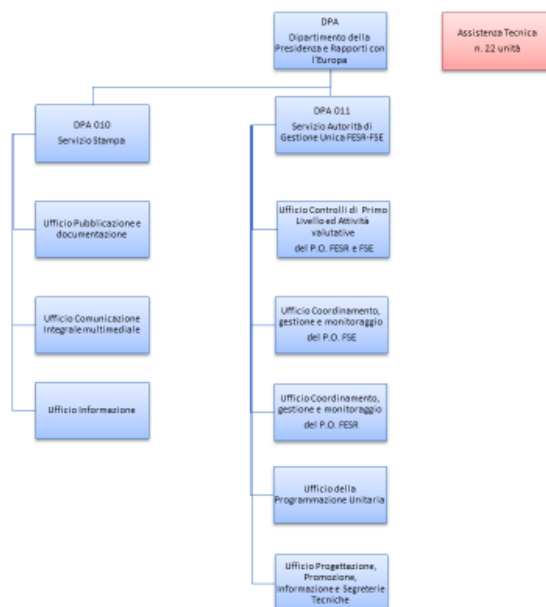 DPA
Dipartimento della
Presidenza e Rapporti con
l'Europa
Assistenza Tecnica
n. 22 unità
DPA 010
Servizio Stampa
DPA 011
Servizio Autorità di
Gestione Unica FESR-FSE
Ufficio Pubblicazione e
documentazione
Ufficio Comunicazione
Integrale multimediale
Ufficio Informazione
Ufficio Controlli di Primo
Livello ed Attività
valutative
del P.O. FESR e FSE
Ufficio Coordinamento,
gestione e monitoraggio
del P.O. FSE
Ufficio Coordinamento,
gestione e monitoraggio
del P.O. FESR
Ufficio della
Programmazione Unitaria
Ufficio Progettazione,
Promozione,
Informazione e Segreterie
Tecniche